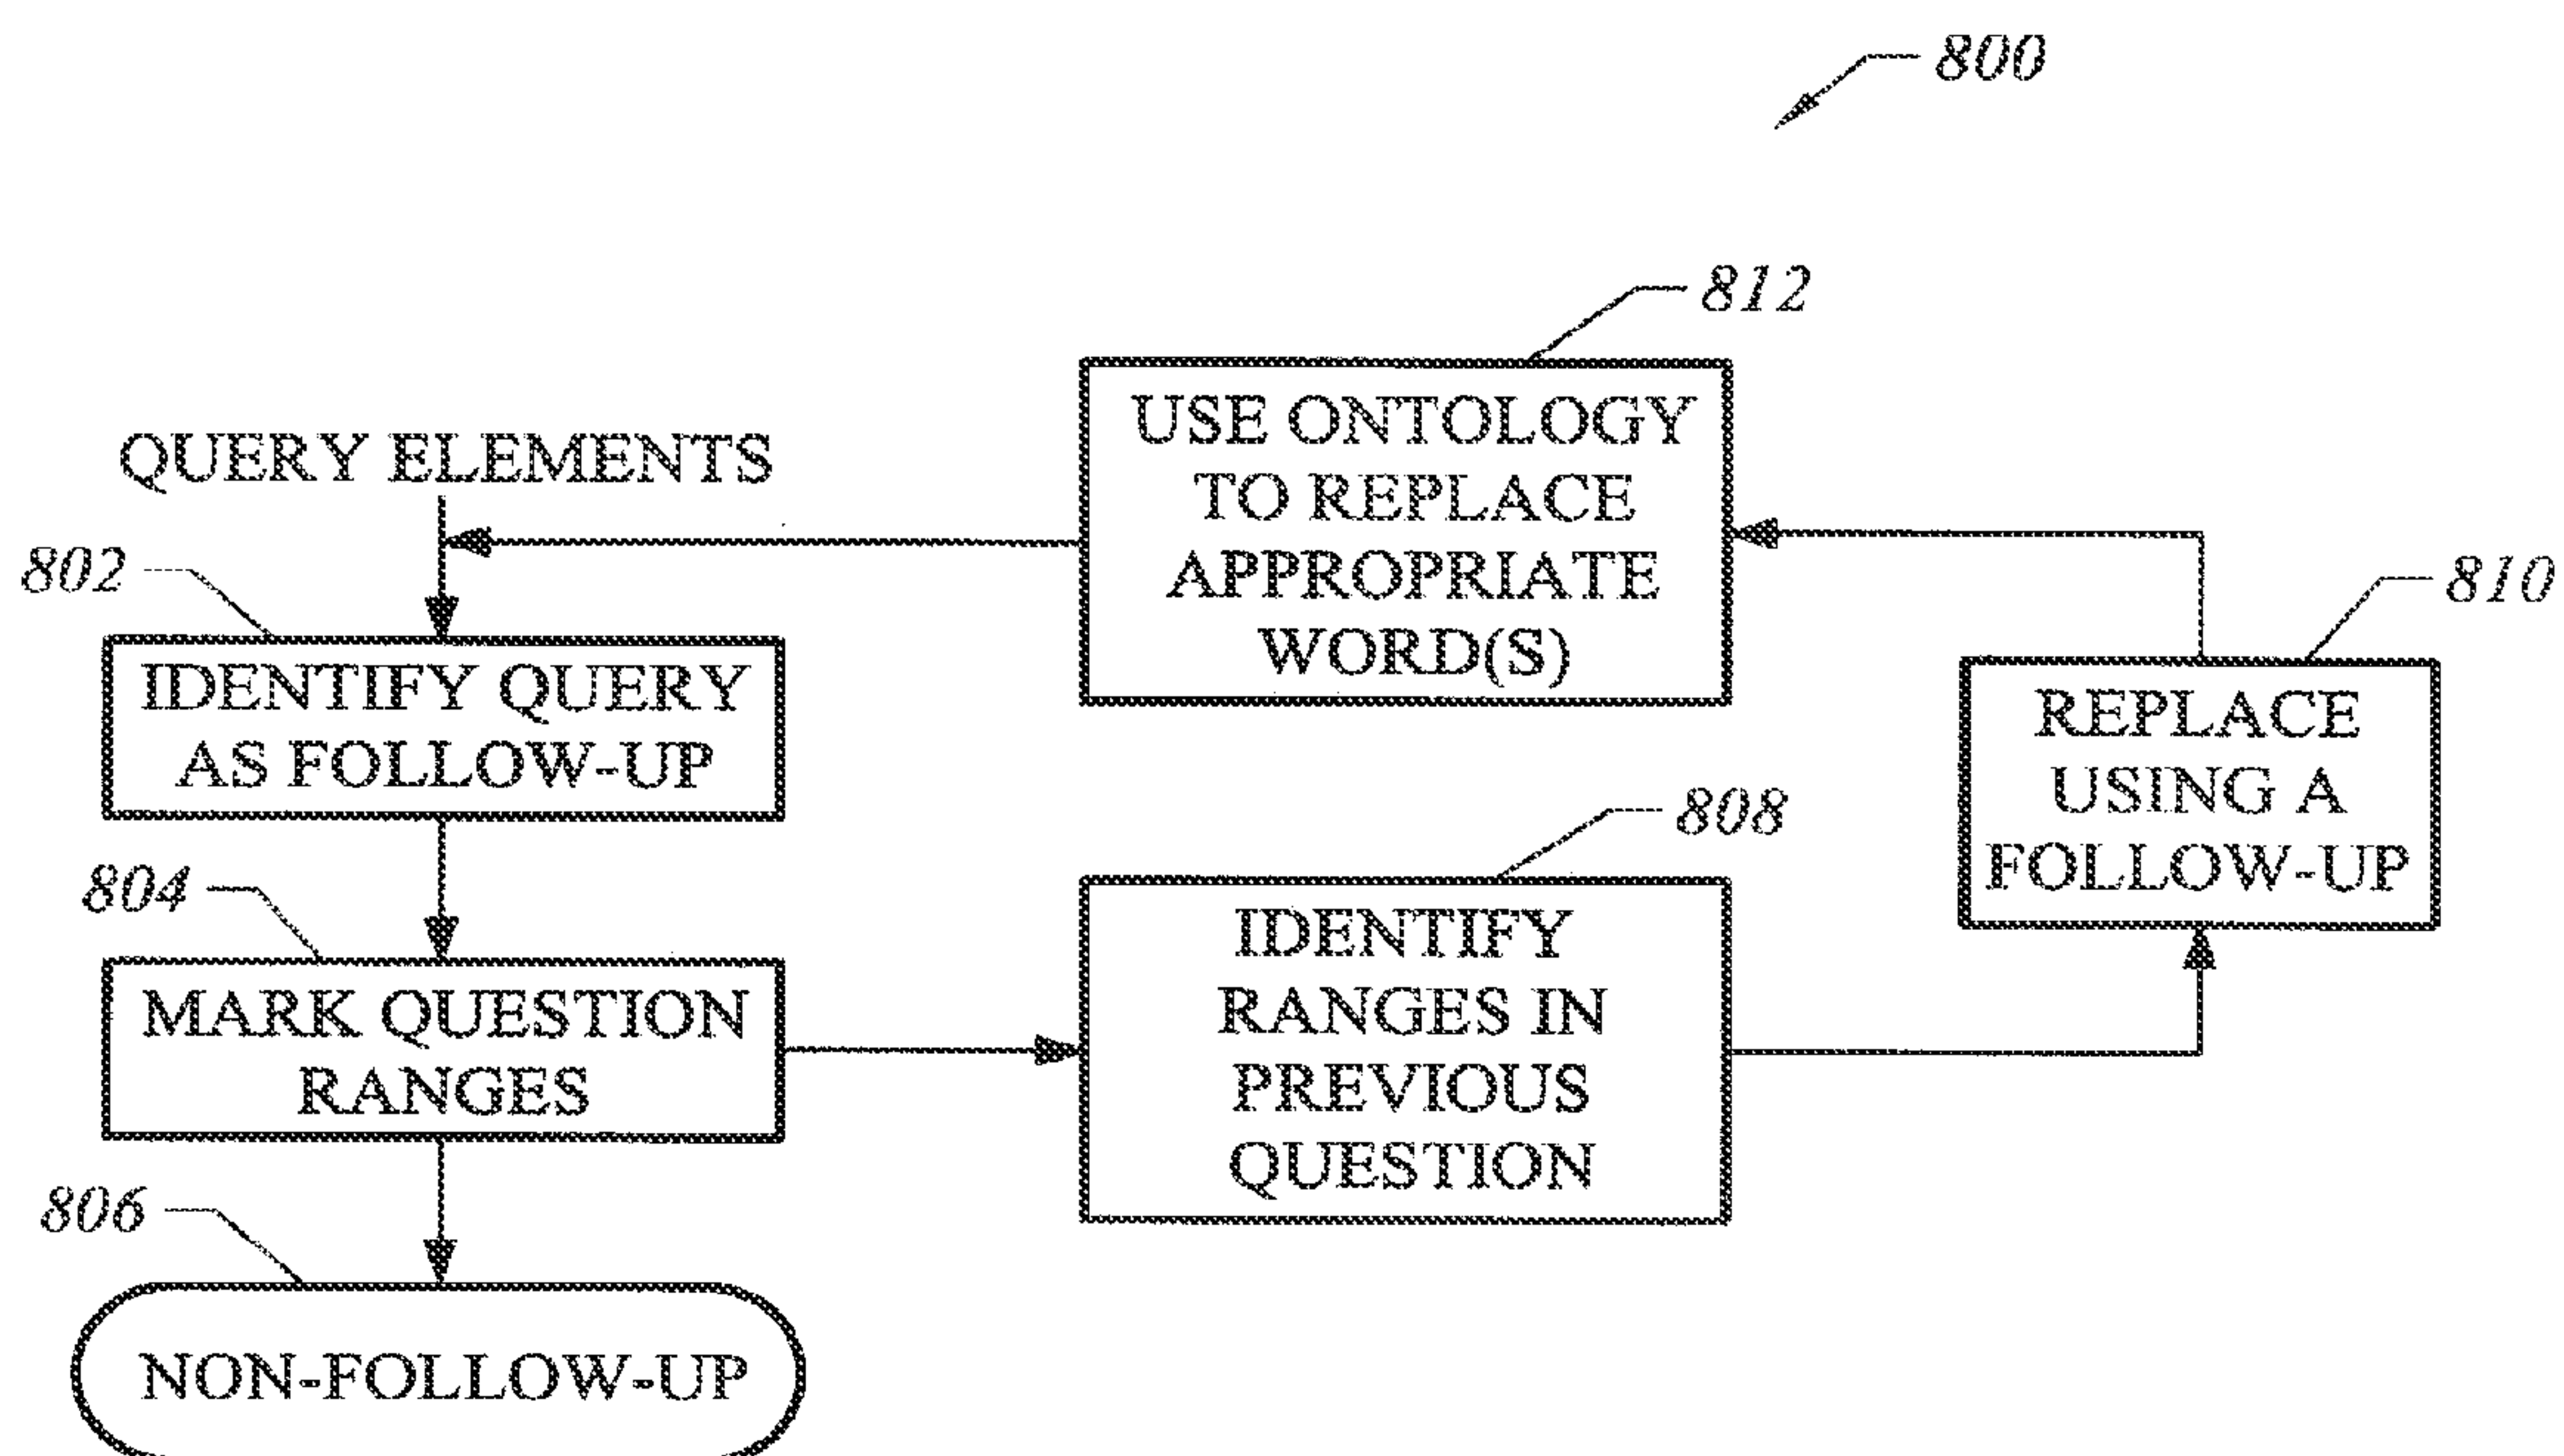 800
812
USE ONTOLOGY
TO REPLACE
APPROPRIATE
WORD(S)
QUERY ELEMENTS
802
IDENTIFY QUERY
AS FOLLOW-UP
810
REPLACE
USING A
FOLLOW-UP
804
MARK QUESTION
RANGES
808
IDENTIFY
RANGES IN
PREVIOUS
QUESTION
806
NON-FOLLOW-UP